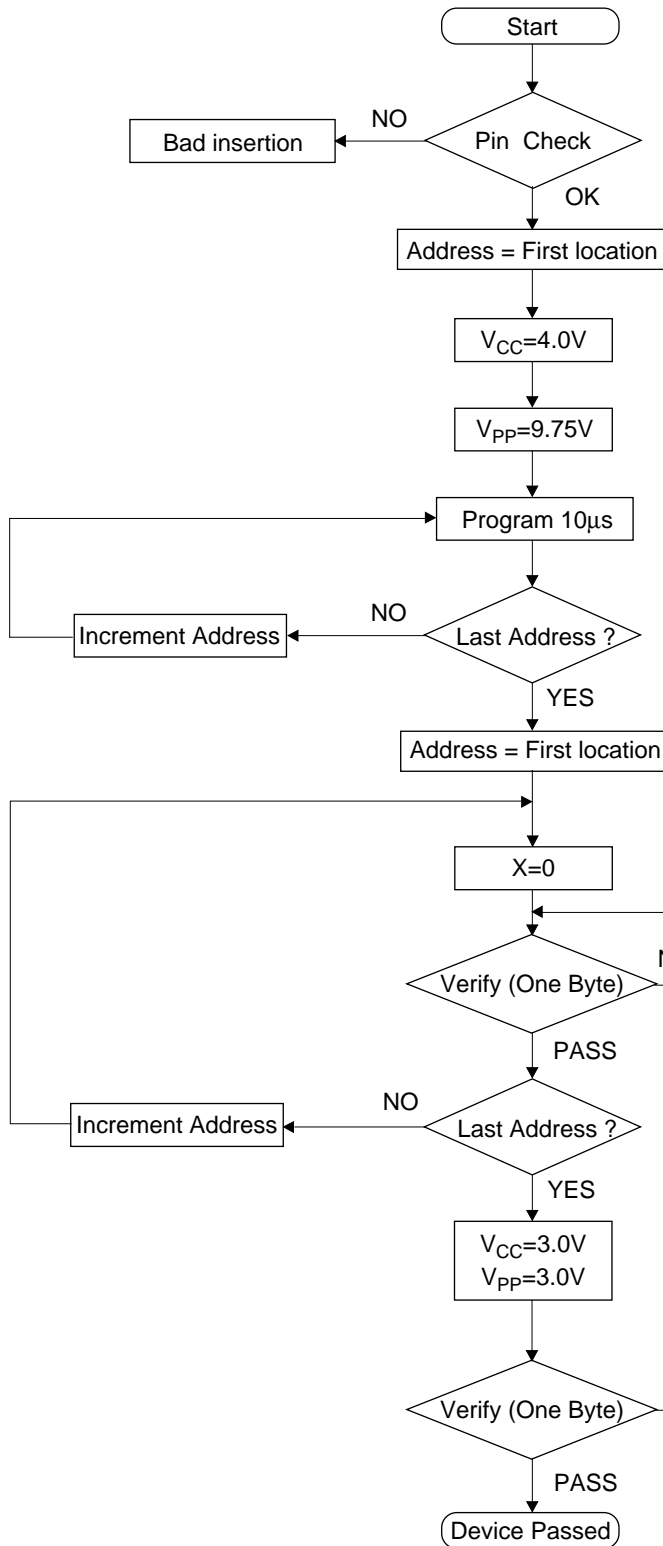 Start
NO
Bad insertion
Pin Check
OK
Address = First location
VCC=4.0V
VPP=9.75V
Program 10μs
NO
Increment Address
Last Address ?
YES
Address = First location
X=0
Verify (One Byte)
PASS
NO
Increment Address
Last Address ?
YES
VCC=3.0V
VPP=3.0V
Verify (One Byte)
PASS
Device Passed